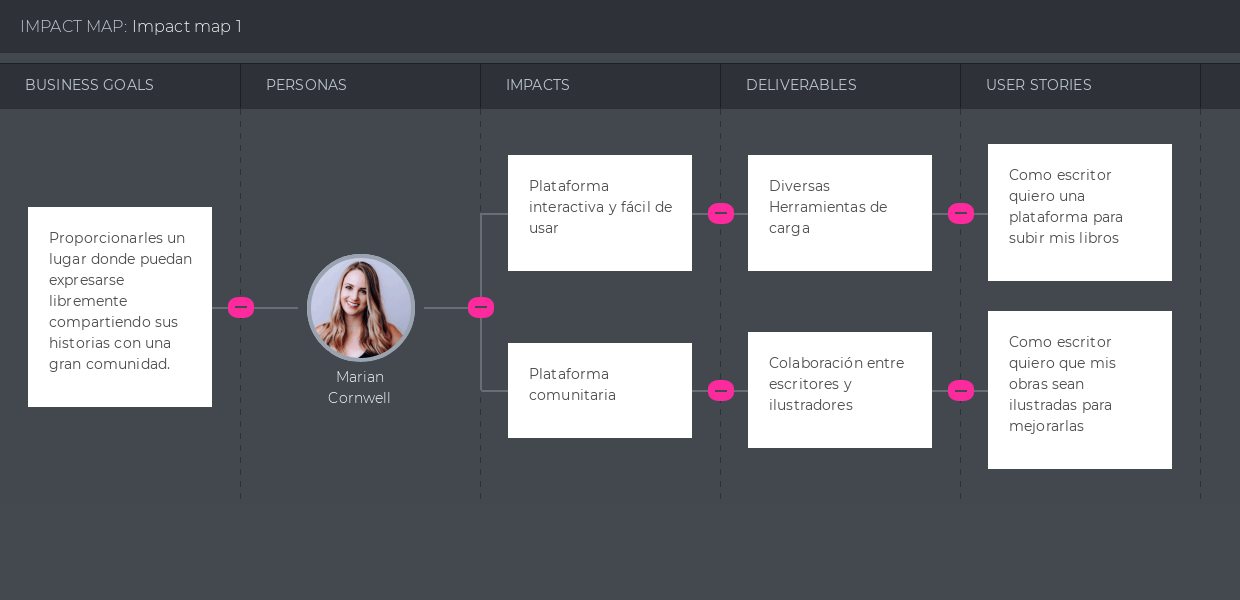 IMPACT MAP: Impact map 1
BUSINESS GOALS
PERSONAS
IMPACTS
DELIVERABLES
USER STORIES
Proporcionarles un
lugar donde puedan
expresarse
libremente
compartiendo sus
historias con una
gran comunidad.
Marian
Cornwell
Plataforma
interactiva y fácil de
usar
Diversas
Herramientas de
carga
Como escritor
quiero una
plataforma para
subir mis libros
Plataforma
comunitaria
Colaboración entre
escritores y
ilustradores
Como escritor
quiero que mis
obras sean
ilustradas para
mejorarlas